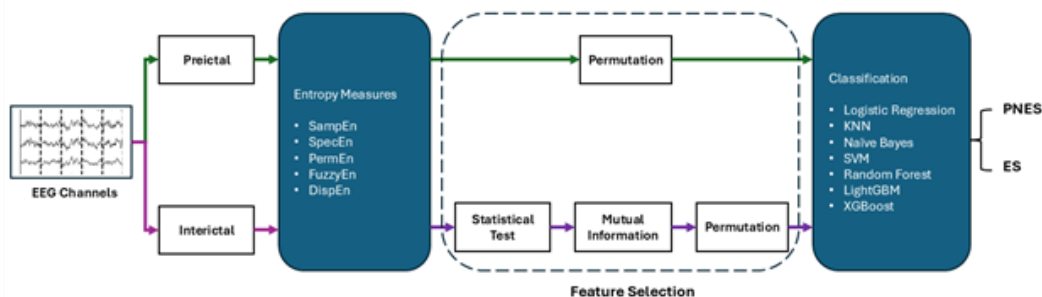 EEG Channels
Preictal
Interictal
Entropy Measures
• SampEn
• SpecEn
• PermEn
• FuzzyEn
• DispEn
Permutation
Statistical
Test
Mutual
Information
Permutation
Feature Selection
Classification
• Logistic Regression
• KNN
• Naïve Bayes
• SVM
• Random Forest
• LightGBM
• XGBoost
PNES
ES